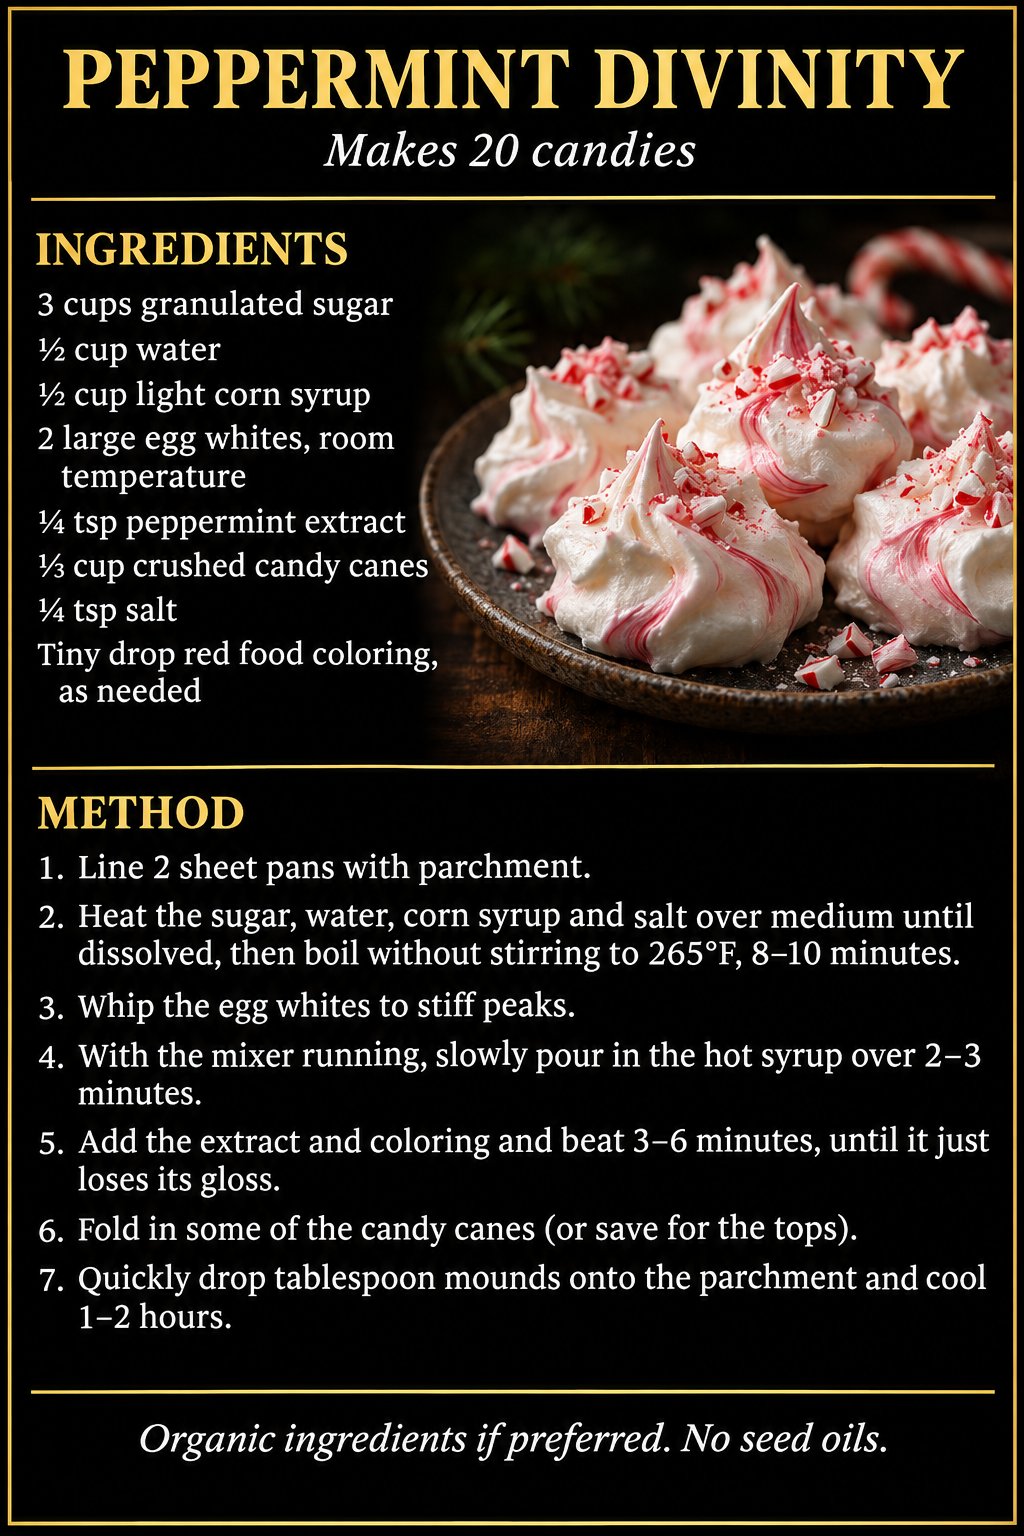 PEPPERMINT DIVINITY
Makes 20 candies
INGREDIENTS
3 cups granulated sugar
½ cup water
½ cup light corn syrup
2 large egg whites, room
temperature
¼ tsp peppermint extract
⅓ cup crushed candy canes
¼ tsp salt
Tiny drop red food coloring,
as needed
METHOD
1. Line 2 sheet pans with parchment.
2. Heat the sugar, water, corn syrup and salt over medium until
dissolved, then boil without stirring to 265°F, 8–10 minutes.
3. Whip the egg whites to stiff peaks.
4. With the mixer running, slowly pour in the hot syrup over 2–3
minutes.
5. Add the extract and coloring and beat 3–6 minutes, until it just
loses its gloss.
6. Fold in some of the candy canes (or save for the tops).
7. Quickly drop tablespoon mounds onto the parchment and cool
1–2 hours.
Organic ingredients if preferred. No seed oils.